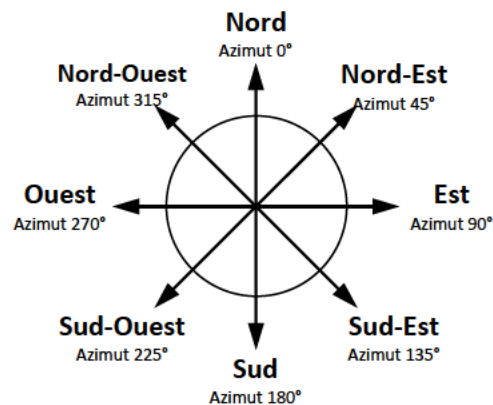 Nord
Azimut 0°
Nord-Ouest
Azimut 315°
Nord-Est
Azimut 45°
Ouest
Azimut 270°
Est
Azimut 90°
Sud-Ouest
Azimut 225°
Sud-Est
Azimut 135°
Sud
Azimut 180°